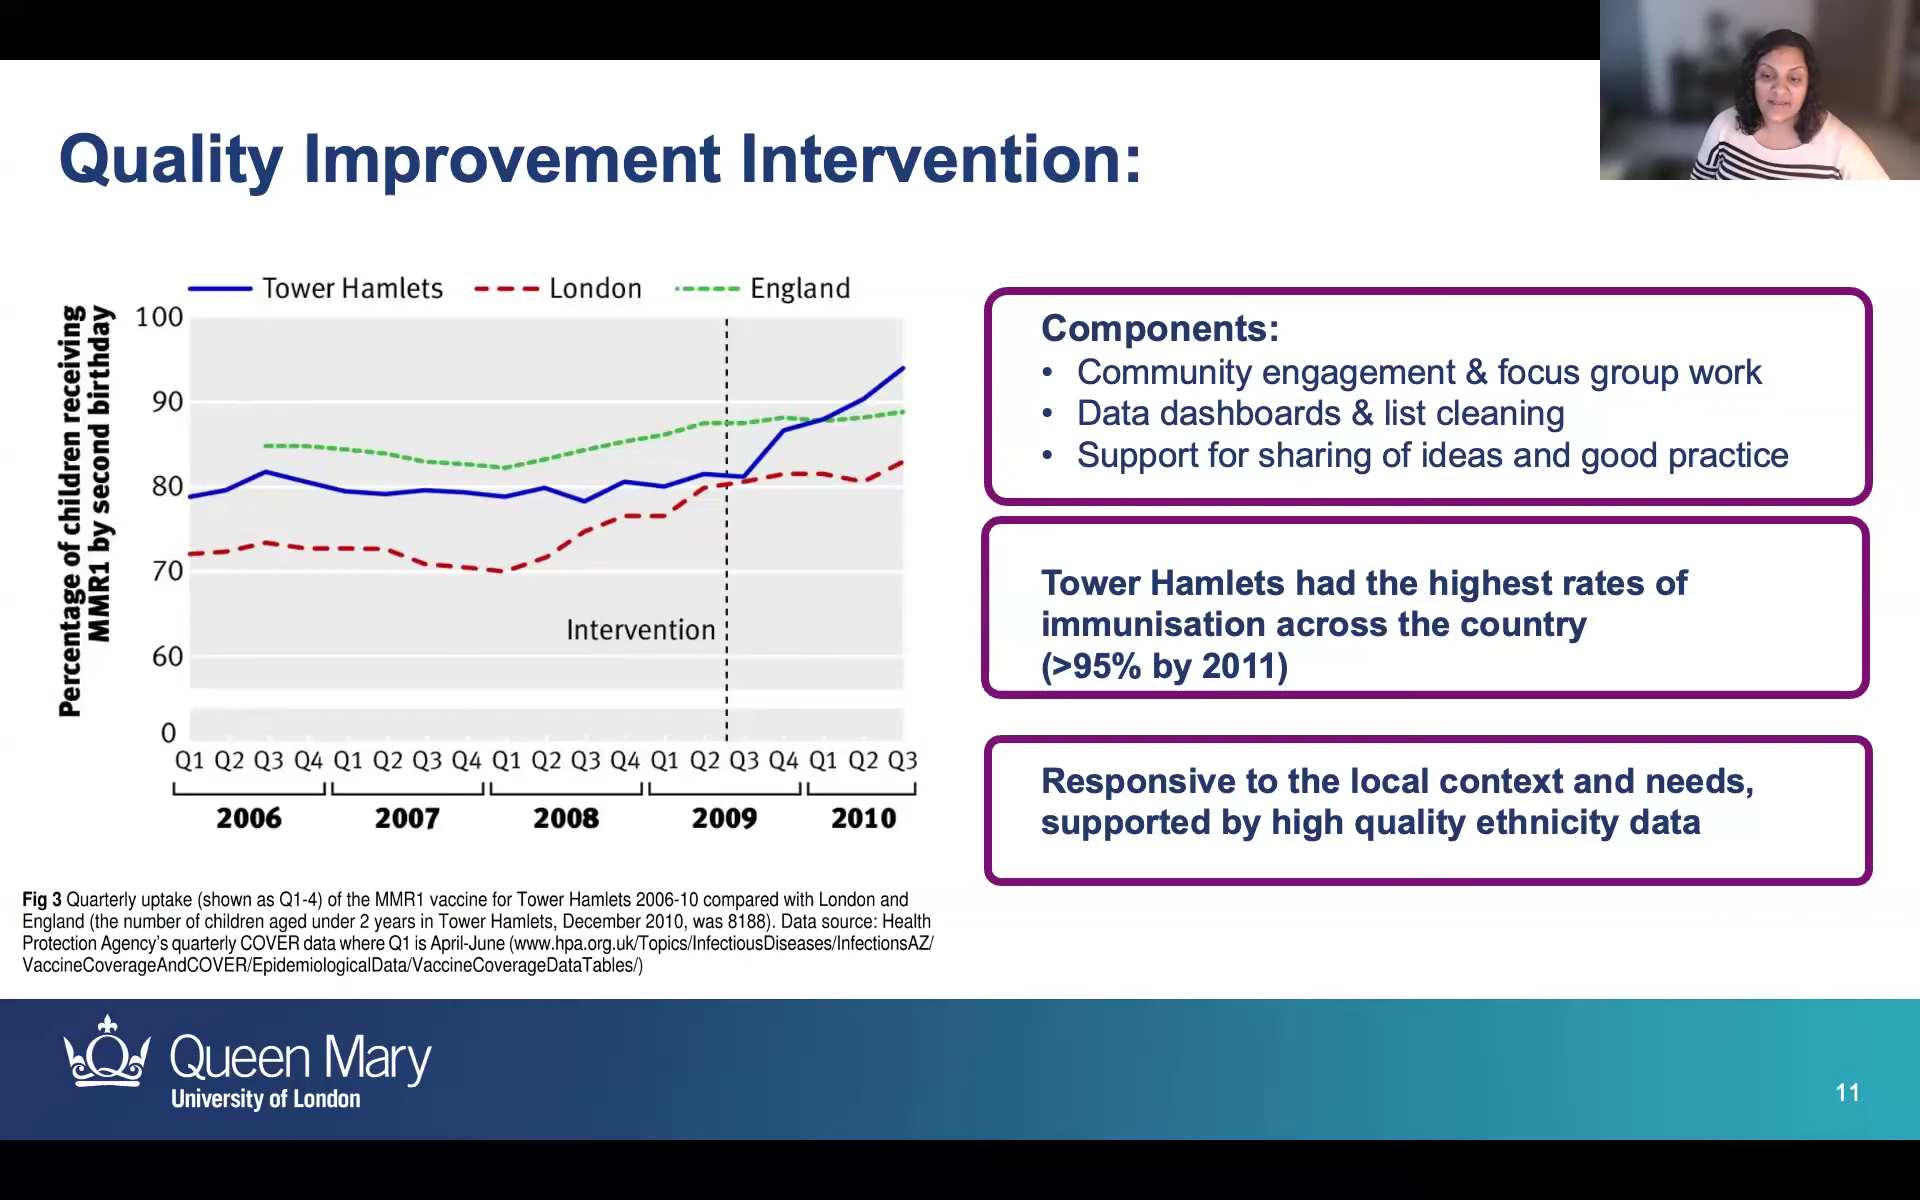 Quality Improvement Intervention:
Tower Hamlets London England
Percentage of children receiving
MMR1 by second birthday
100
90
80
70
60
0
Intervention
Q1 Q2 Q3 Q4 Q1 Q2 Q3 Q4 Q1 Q2 Q3 Q4 Q1 Q2 Q3 Q4 Q1 Q2 Q3
2006 2007 2008 2009 2010
Fig 3 Quarterly uptake (shown as Q1-4) of the MMR1 vaccine for Tower Hamlets 2006-10 compared with London and
England (the number of children aged under 2 years in Tower Hamlets, December 2010, was 8188). Data source: Health
Protection Agency's quarterly COVER data where Q1 is April-June (www.hpa.org.uk/Topics/InfectiousDiseases/InfectionsAZ/
VaccineCoverageAndCOVER/EpidemiologicalData/VaccineCoverageDataTables/)
Components:
• Community engagement & focus group work
• Data dashboards & list cleaning
• Support for sharing of ideas and good practice
Tower Hamlets had the highest rates of
immunisation across the country
(>95% by 2011)
Responsive to the local context and needs,
supported by high quality ethnicity data
Queen Mary
University of London
11